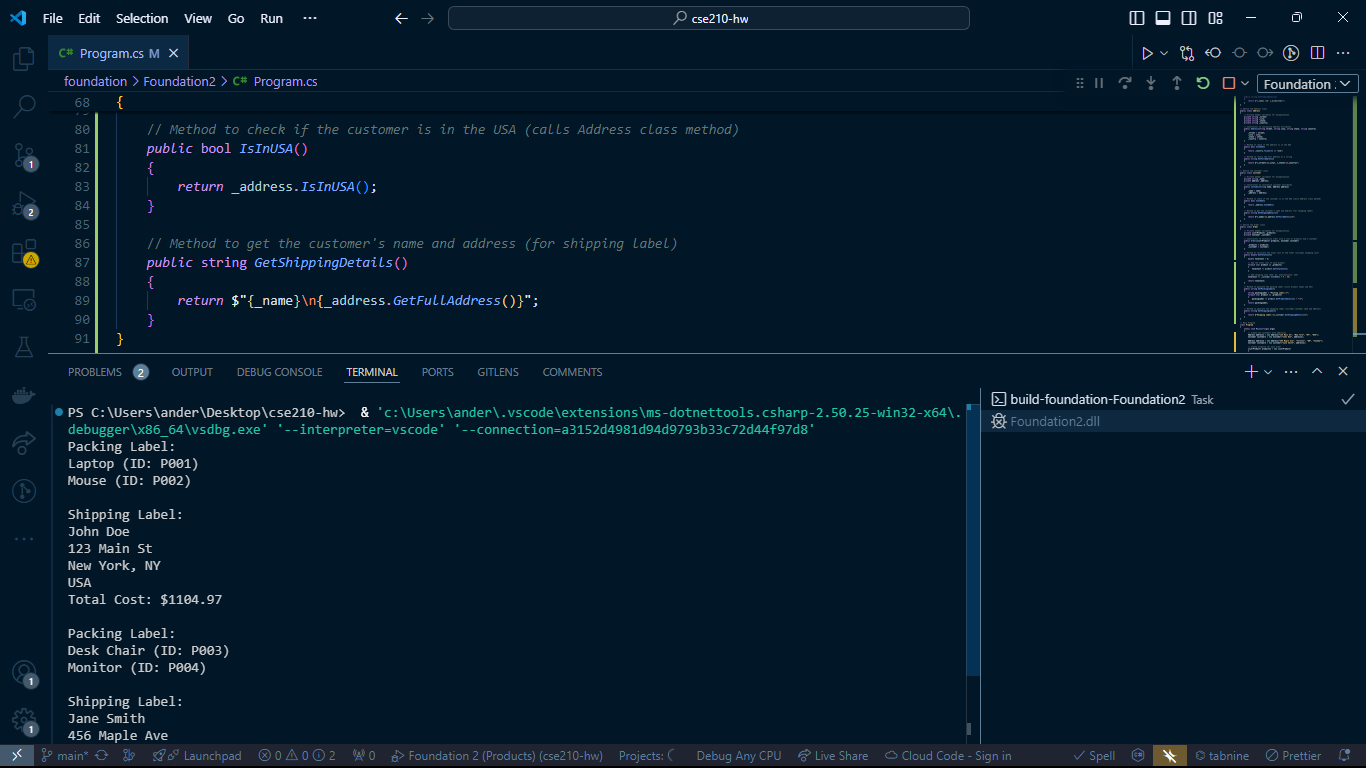 File Edit Selection View Go Run ··· cse210-hw
C# Program.cs M
foundation > Foundation2 > C# Program.cs
Foundation
68 {
80 // Method to check if the customer is in the USA (calls Address class method)
81 public bool IsInUSA()
82 {
83 return _address.IsInUSA();
84 }
85
86 // Method to get the customer's name and address (for shipping label)
87 public string GetShippingDetails()
88 {
89 return $"{_name}\n{_address.GetFullAddress()}";
90 }
91 }
PROBLEMS 2 OUTPUT DEBUG CONSOLE TERMINAL PORTS GITLENS COMMENTS
PS C:\Users\ander\Desktop\cse210-hw> & 'c:\Users\ander\.vscode\extensions\ms-dotnettools.csharp-2.50.25-win32-x64\.
debugger\x86_64\vsdbg.exe' '--interpreter=vscode' '--connection=a3152d4981d94d9793b33c72d44f97d8'
Packing Label:
Laptop (ID: P001)
Mouse (ID: P002)
Shipping Label:
John Doe
123 Main St
New York, NY
USA
Total Cost: $1104.97
Packing Label:
Desk Chair (ID: P003)
Monitor (ID: P004)
Shipping Label:
Jane Smith
456 Maple Ave
build-foundation-Foundation2 Task
Foundation2.dll
1
2
1
1
main* Launchpad 0 0 2 0 Foundation 2 (Products) (cse210-hw) Projects: Debug Any CPU Live Share Cloud Code - Sign in Spell tabnine Prettier